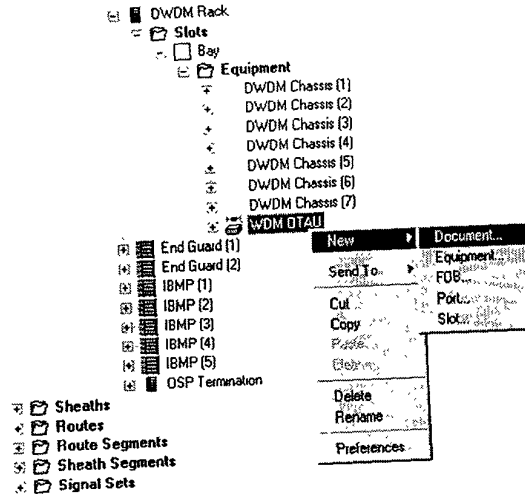 DWDM Rack
Slots
Bay
Equipment
DWDM Chassis (1)
DWDM Chassis (2)
DWDM Chassis (3)
DWDM Chassis (4)
DWDM Chassis (5)
DWDM Chassis (6)
DWDM Chassis (7)
WDM OTAU
End Guard (1)
End Guard (2)
IBMP (1)
IBMP (2)
IBMP (3)
IBMP (4)
IBMP (5)
OSP Termination
Sheaths
Routes
Route Segments
Sheath Segments
Signal Sets
New
Send To
Cut
Copy
Paste
Delete
Rename
Preferences
Document...
Equipment...
FOB...
Port...
Slot...